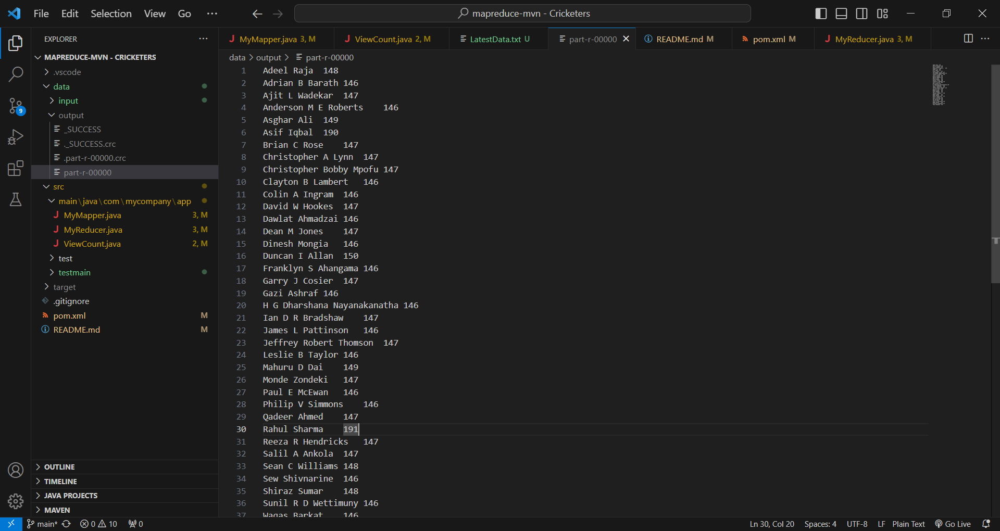 File Edit Selection View Go ··· mapreduce-mvn - Cricketers
EXPLORER ···
MAPREDUCE-MVN - CRICKETERS
.vscode
data
input
output
_SUCCESS
._SUCCESS.crc
.part-r-00000.crc
part-r-00000
src
main\java\com\mycompany\app
MyMapper.java 3, M
MyReducer.java 3, M
ViewCount.java 2, M
test
testmain
target
.gitignore
pom.xml M
README.md M
OUTLINE
TIMELINE
JAVA PROJECTS
MAVEN
9
MyMapper.java 3, M ViewCount.java 2, M LatestData.txt U part-r-00000 README.md M pom.xml M MyReducer.java 3, M ···
data > output > part-r-00000
1 Adeel Raja 148
2 Adrian B Barath 146
3 Ajit L Wadekar 147
4 Anderson M E Roberts 146
5 Asghar Ali 149
6 Asif Iqbal 190
7 Brian C Rose 147
8 Christopher A Lynn 147
9 Christopher Bobby Mpofu 147
10 Clayton B Lambert 146
11 Colin A Ingram 146
12 David W Hookes 147
13 Dawlat Ahmadzai 146
14 Dean M Jones 147
15 Dinesh Mongia 146
16 Duncan I Allan 150
17 Franklyn S Ahangama 146
18 Garry J Cosier 147
19 Gazi Ashraf 146
20 H G Dharshana Nayanakanatha 146
21 Ian D R Bradshaw 147
22 James L Pattinson 146
23 Jeffrey Robert Thomson 147
24 Leslie B Taylor 146
25 Mahuru D Dai 149
26 Monde Zondeki 147
27 Paul E McEwan 146
28 Philip V Simmons 146
29 Qadeer Ahmed 147
30 Rahul Sharma 191
31 Reeza R Hendricks 147
32 Salil A Ankola 147
33 Sean C Williams 148
34 Sew Shivnarine 146
35 Shiraz Sumar 148
36 Sunil R D Wettimuny 146
37 Waqas Barkat 146
main* 0 10 0 Ln 30, Col 20 Spaces: 4 UTF-8 LF Plain Text Go Live